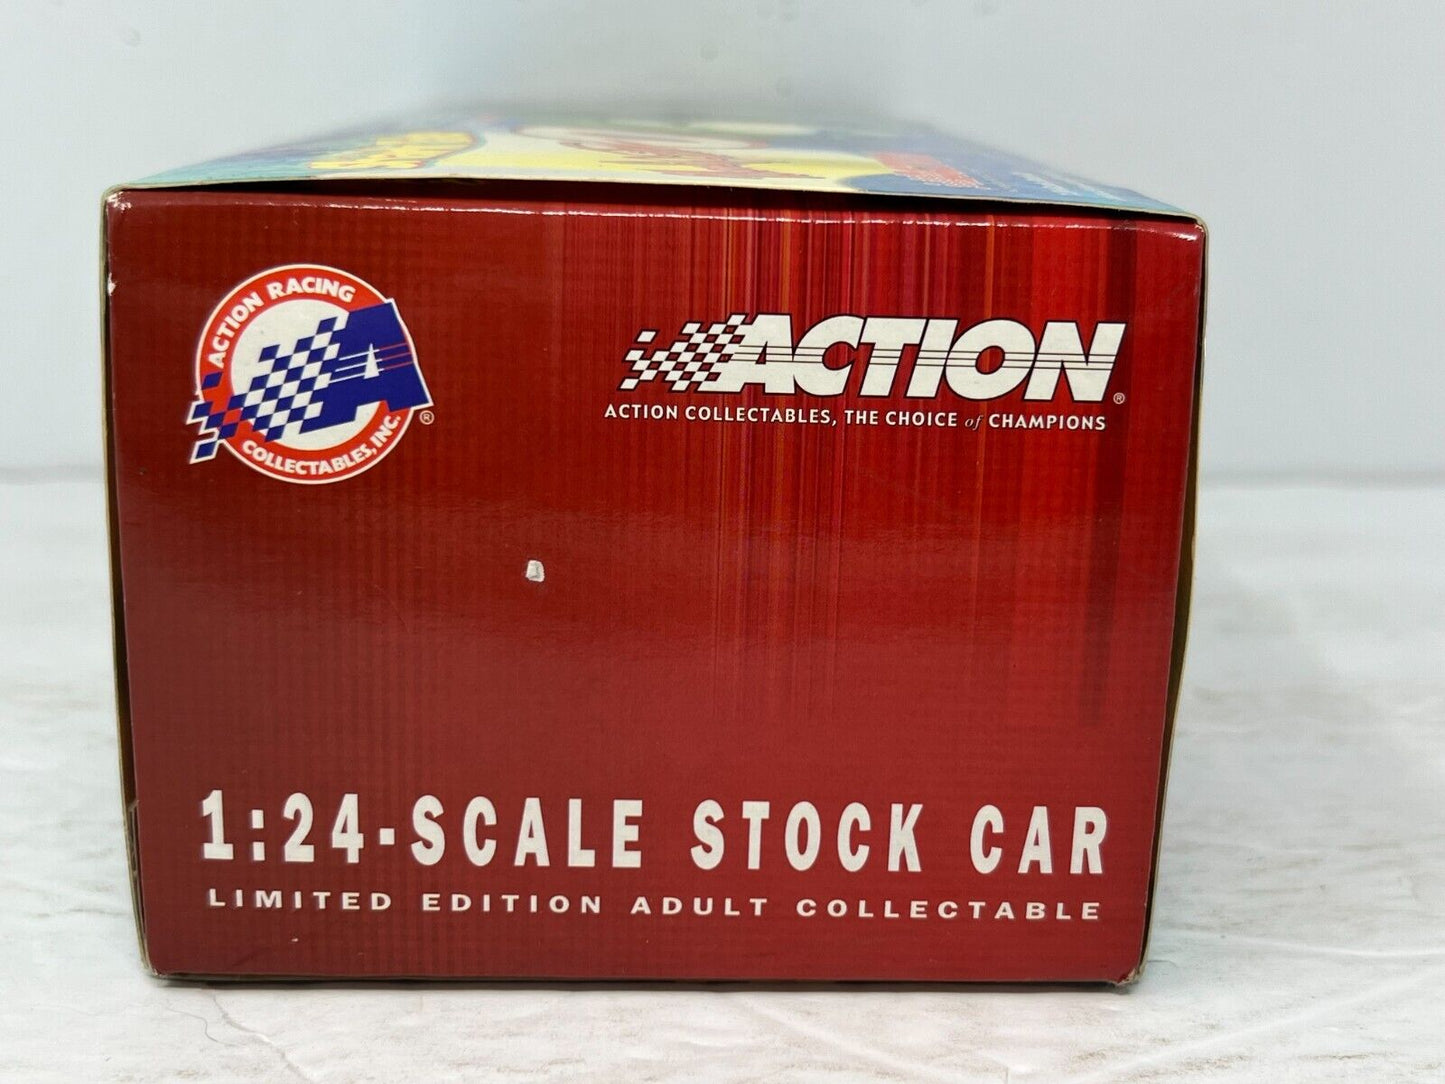 ACTION RACING
COLLECTABLES, INC.
®
ACTION®
ACTION COLLECTABLES, THE CHOICE of CHAMPIONS
1:24-SCALE STOCK CAR
LIMITED EDITION ADULT COLLECTABLE